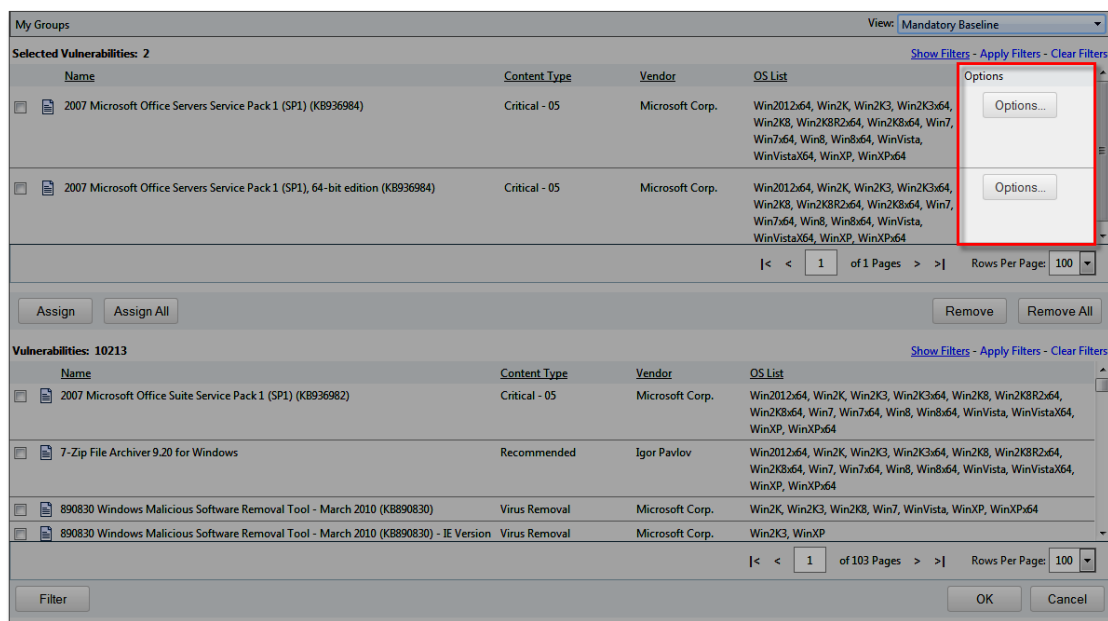 My Groups View: Mandatory Baseline
Selected Vulnerabilities: 2 Show Filters - Apply Filters - Clear Filters
Name Content Type Vendor OS List Options
2007 Microsoft Office Servers Service Pack 1 (SP1) (KB936984) Critical - 05 Microsoft Corp. Win2012x64, Win2K, Win2K3, Win2K3x64, Options...
Win2K8, Win2K8R2x64, Win2K8x64, Win7,
Win7x64, Win8, Win8x64, WinVista,
WinVistaX64, WinXP, WinXPx64
2007 Microsoft Office Servers Service Pack 1 (SP1), 64-bit edition (KB936984) Critical - 05 Microsoft Corp. Win2012x64, Win2K, Win2K3, Win2K3x64, Options...
Win2K8, Win2K8R2x64, Win2K8x64, Win7,
Win7x64, Win8, Win8x64, WinVista,
WinVistaX64, WinXP, WinXPx64
|< < 1 of 1 Pages > >| Rows Per Page: 100
Assign Assign All Remove Remove All
Vulnerabilities: 10213 Show Filters - Apply Filters - Clear Filters
Name Content Type Vendor OS List
2007 Microsoft Office Suite Service Pack 1 (SP1) (KB936982) Critical - 05 Microsoft Corp. Win2012x64, Win2K, Win2K3, Win2K3x64, Win2K8, Win2K8R2x64,
Win2K8x64, Win7, Win7x64, Win8, Win8x64, WinVista, WinVistaX64,
WinXP, WinXPx64
7-Zip File Archiver 9.20 for Windows Recommended Igor Pavlov Win2012x64, Win2K, Win2K3, Win2K3x64, Win2K8, Win2K8R2x64,
Win2K8x64, Win7, Win7x64, Win8, Win8x64, WinVista, WinVistaX64,
WinXP, WinXPx64
890830 Windows Malicious Software Removal Tool - March 2010 (KB890830) Virus Removal Microsoft Corp. Win2K, Win2K3, Win2K8, Win7, WinVista, WinXP, WinXPx64
890830 Windows Malicious Software Removal Tool - March 2010 (KB890830) - IE Version Virus Removal Microsoft Corp. Win2K3, WinXP
|< < 1 of 103 Pages > >| Rows Per Page: 100
Filter OK Cancel